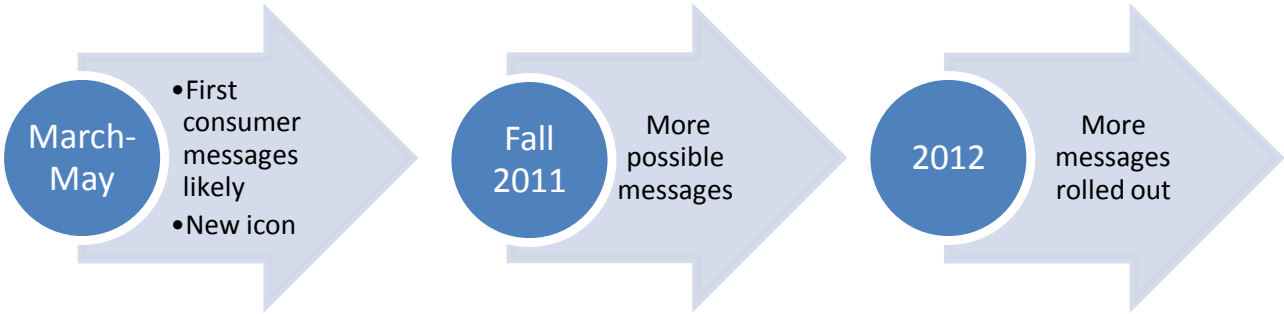 March-
May
•First
consumer
messages
likely
•New icon
Fall
2011
More
possible
messages
2012
More
messages
rolled out